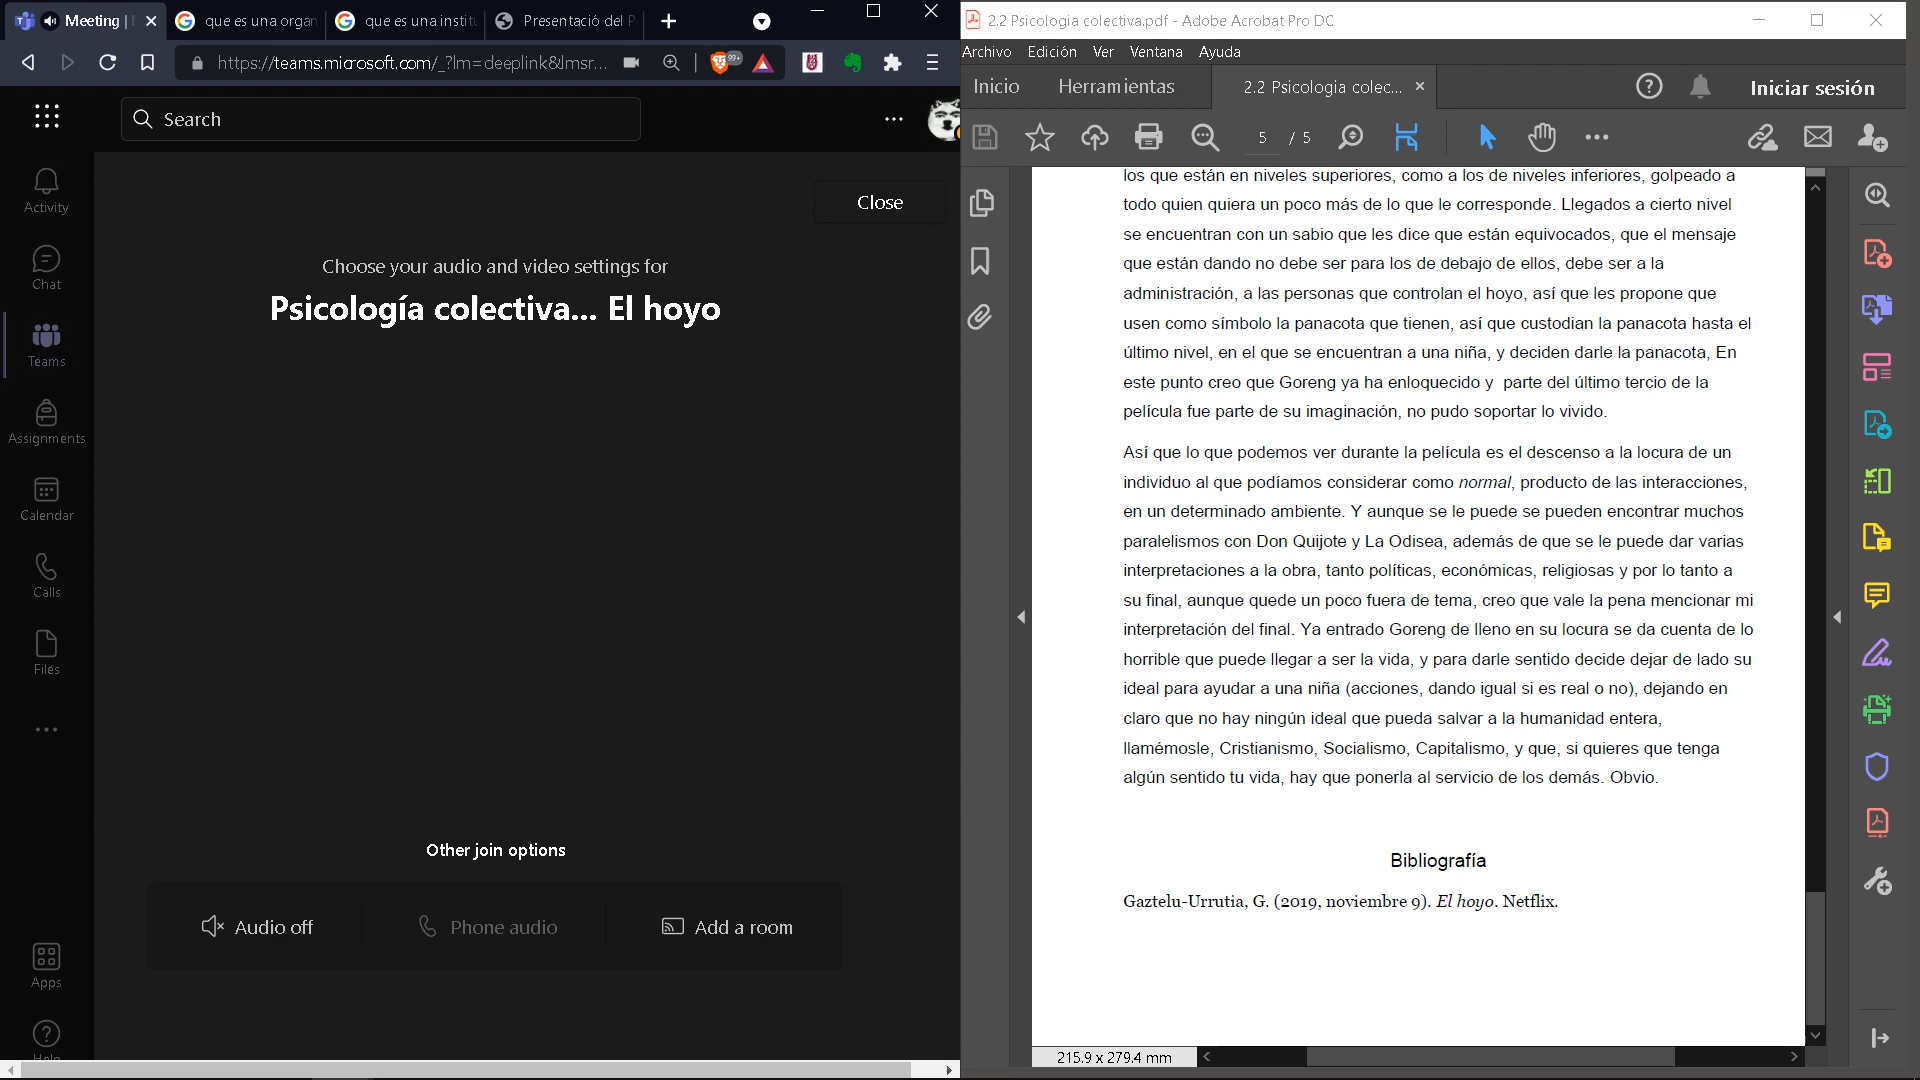 Meeting |
que es una organ
que es una institu
Presentació del P
https://teams.microsoft.com/_?lm=deeplink&lmsr...
99+
Search
Close
Activity
Chat
Teams
Assignments
Calendar
Calls
Files
Apps
Help
Choose your audio and video settings for
Psicología colectiva... El hoyo
Other join options
Audio off
Phone audio
Add a room
2.2 Psicologia colectiva.pdf - Adobe Acrobat Pro DC
Archivo Edición Ver Ventana Ayuda
Inicio
Herramientas
2.2 Psicologia colec...
Iniciar sesión
5 / 5
los que están en niveles superiores, como a los de niveles inferiores, golpeado a
todo quien quiera un poco más de lo que le corresponde. Llegados a cierto nivel
se encuentran con un sabio que les dice que están equivocados, que el mensaje
que están dando no debe ser para los de debajo de ellos, debe ser a la
administración, a las personas que controlan el hoyo, así que les propone que
usen como símbolo la panacota que tienen, así que custodian la panacota hasta el
último nivel, en el que se encuentran a una niña, y deciden darle la panacota, En
este punto creo que Goreng ya ha enloquecido y  parte del último tercio de la
película fue parte de su imaginación, no pudo soportar lo vivido.
Así que lo que podemos ver durante la película es el descenso a la locura de un
individuo al que podíamos considerar como normal, producto de las interacciones,
en un determinado ambiente. Y aunque se le puede se pueden encontrar muchos
paralelismos con Don Quijote y La Odisea, además de que se le puede dar varias
interpretaciones a la obra, tanto políticas, económicas, religiosas y por lo tanto a
su final, aunque quede un poco fuera de tema, creo que vale la pena mencionar mi
interpretación del final. Ya entrado Goreng de lleno en su locura se da cuenta de lo
horrible que puede llegar a ser la vida, y para darle sentido decide dejar de lado su
ideal para ayudar a una niña (acciones, dando igual si es real o no), dejando en
claro que no hay ningún ideal que pueda salvar a la humanidad entera,
llamémosle, Cristianismo, Socialismo, Capitalismo, y que, si quieres que tenga
algún sentido tu vida, hay que ponerla al servicio de los demás. Obvio.
Bibliografía
Gaztelu-Urrutia, G. (2019, noviembre 9). El hoyo. Netflix.
215.9 x 279.4 mm